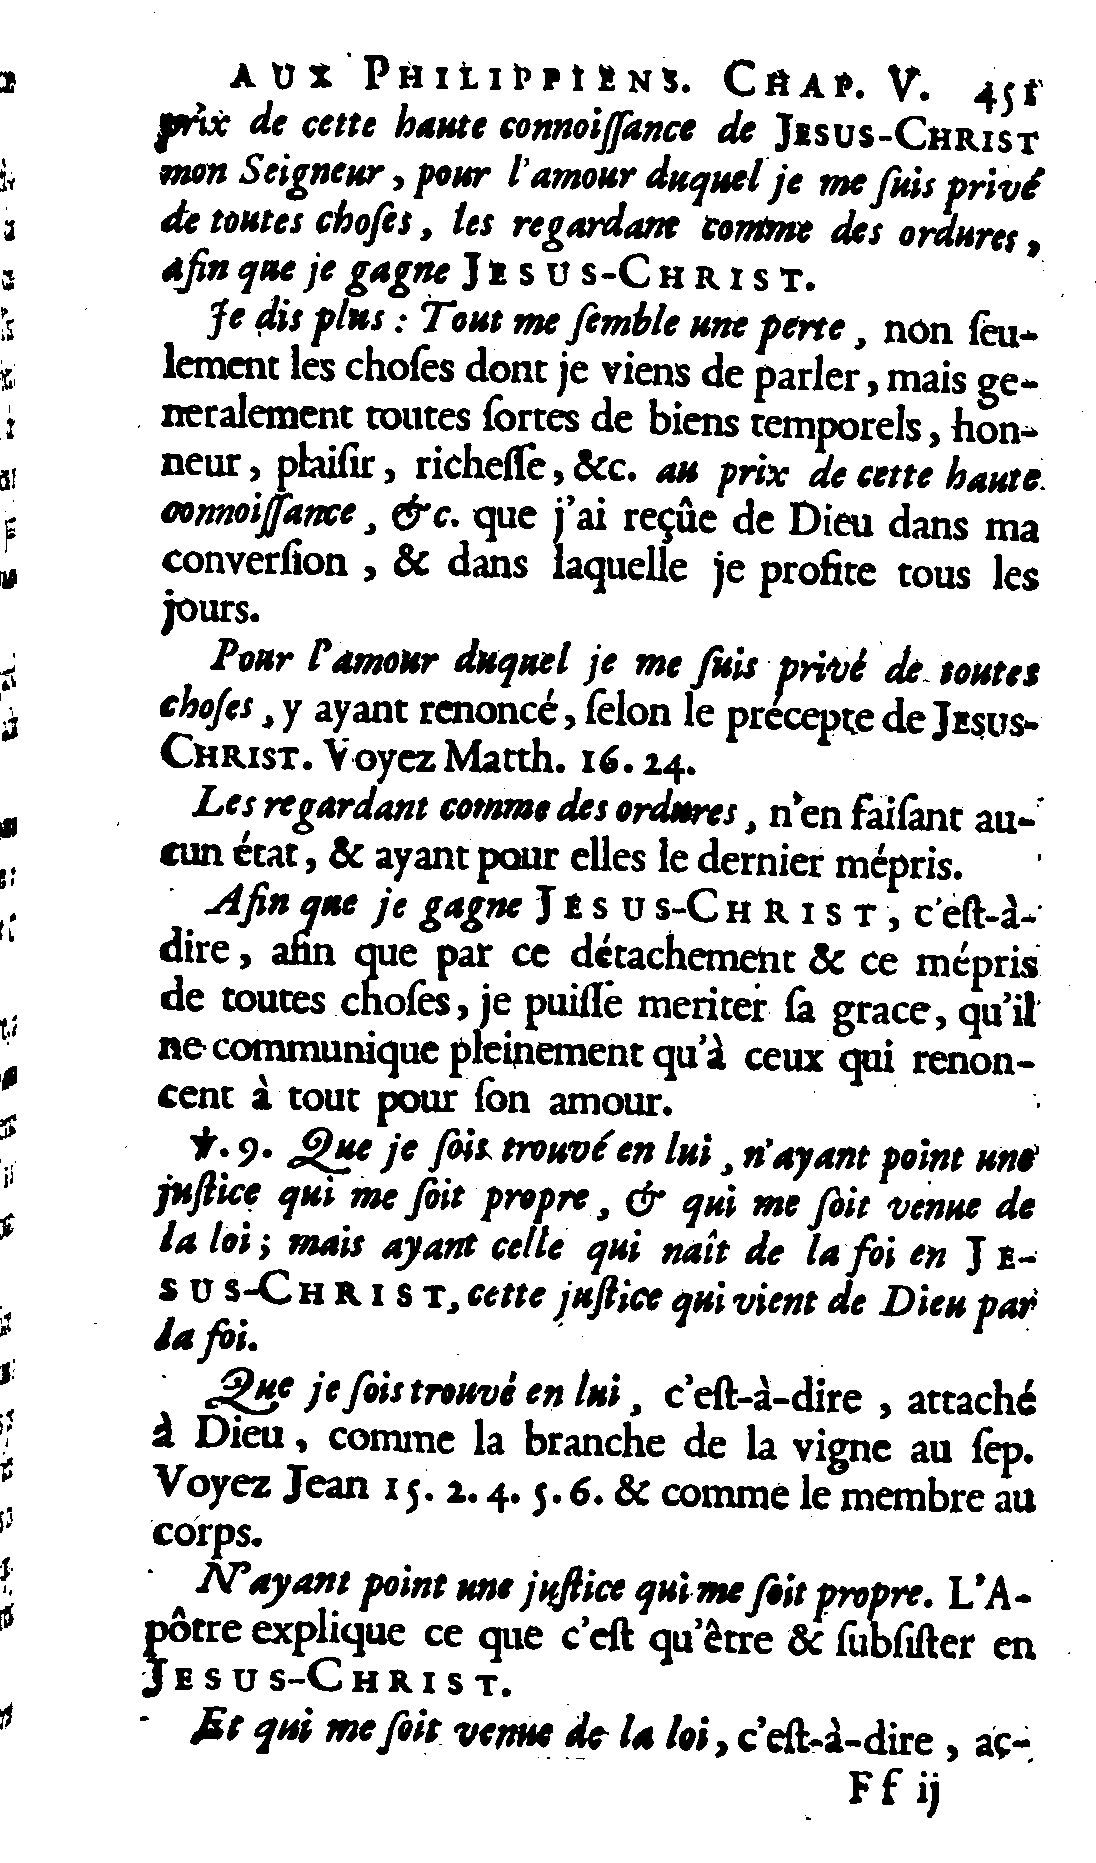 AUX PHILIPPIENS. CHAP. V. 451
prix de cette haute connoiſſance de JESUS-CHRIST
mon Seigneur, pour l'amour duquel je me ſuis privé
de toutes choſes, les regardant comme des ordures,
afin que je gagne JESUS-CHRIST.
Je dis plus : Tout me ſemble une perte, non ſeu-
lement les choſes dont je viens de parler, mais ge-
neralement toutes ſortes de biens temporels, hon-
neur, plaiſir, richeſſe, &c. au prix de cette haute
connoiſſance, &c. que j'ai reçûe de Dieu dans ma
converſion, & dans laquelle je profite tous les
jours.
Pour l'amour duquel je me ſuis privé de toutes
choſes, y ayant renoncé, ſelon le précepte de JESUS-
CHRIST. Voyez Matth. 16. 24.
Les regardant comme des ordures, n'en faiſant au-
cun état, & ayant pour elles le dernier mépris.
Afin que je gagne JESUS-CHRIST, c'eſt-à-
dire, afin que par ce détachement & ce mépris
de toutes choſes, je puiſſe meriter ſa grace, qu'il
ne communique pleinement qu'à ceux qui renon-
cent à tout pour ſon amour.
℣. 9. Que je ſois trouvé en lui, n'ayant point une
juſtice qui me ſoit propre, & qui me ſoit venue de
la loi; mais ayant celle qui naît de la foi en JE-
SUS-CHRIST, cette juſtice qui vient de Dieu par
la foi.
Que je ſois trouvé en lui, c'eſt-à-dire, attaché
à Dieu, comme la branche de la vigne au ſep.
Voyez Jean 15. 2. 4. 5. 6. & comme le membre au
corps.
N'ayant point une juſtice qui me ſoit propre. L'A-
pôtre explique ce que c'eſt qu'être & ſubſiſter en
JESUS-CHRIST.
Et qui me ſoit venue de la loi, c'eſt-à-dire, ac-
Ff ij